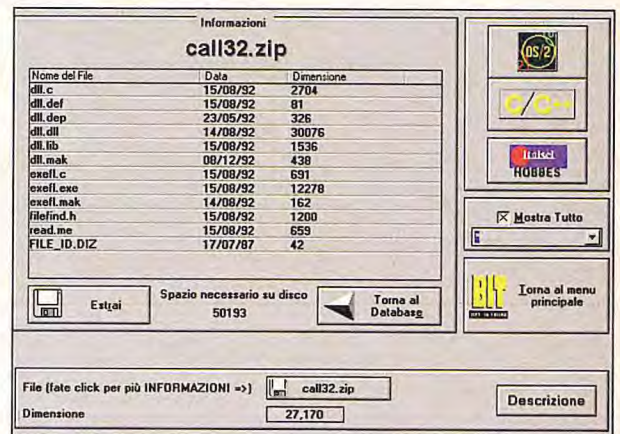 Informazioni
call32.zip
Nome del File Data Dimensione
dll.c 15/08/92 2704
dll.def 15/08/92 81
dll.dep 23/05/92 326
dll.dll 14/08/92 30076
dll.lib 15/08/92 1536
dll.mak 08/12/92 438
exefl.c 15/08/92 691
exefl.exe 15/08/92 12278
exefl.mak 14/08/92 162
filefind.h 15/08/92 1200
read.me 15/08/92 659
FILE_ID.DIZ 17/07/87 42
Estrai
Spazio necessario su disco
50193
Torna al
Database
OS/2
C/C++
Italsel
HOBBES
Mostra Tutto
BIT
Torna al menu
principale
File (fate click per più INFORMAZIONI =>) call32.zip
Dimensione 27,170
Descrizione